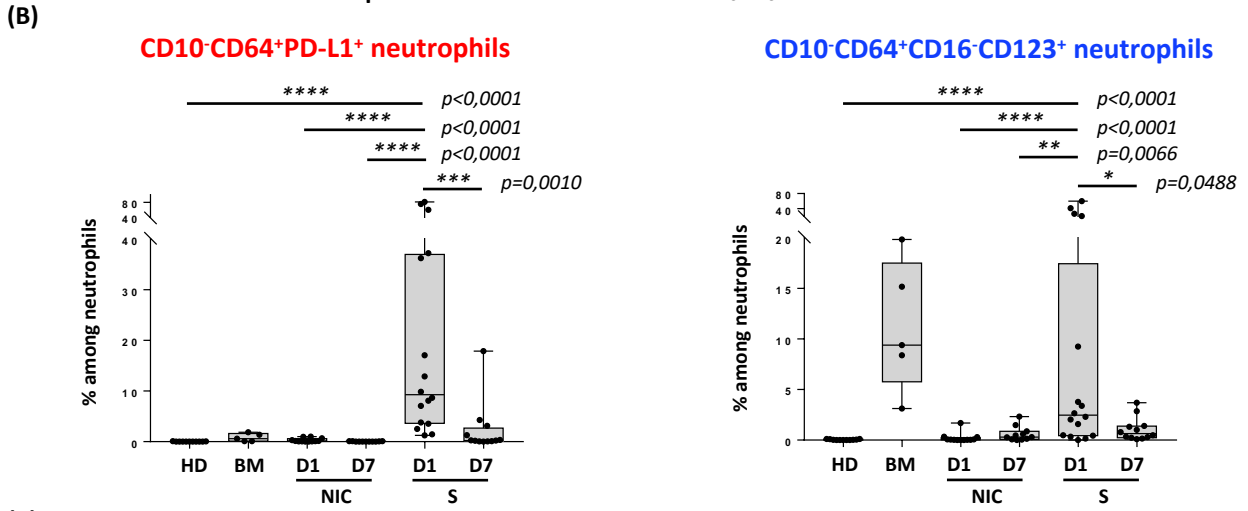 (B)
CD10⁻CD64⁺PD-L1⁺ neutrophils
**** p<0,0001
**** p<0,0001
**** p<0,0001
*** p=0,0010
% among neutrophils
80
40
40
30
20
10
0
HD BM D1 D7 D1 D7
NIC S
CD10⁻CD64⁺CD16⁻CD123⁺ neutrophils
**** p<0,0001
**** p<0,0001
** p=0,0066
* p=0,0488
% among neutrophils
80
40
20
15
10
5
0
HD BM D1 D7 D1 D7
NIC S